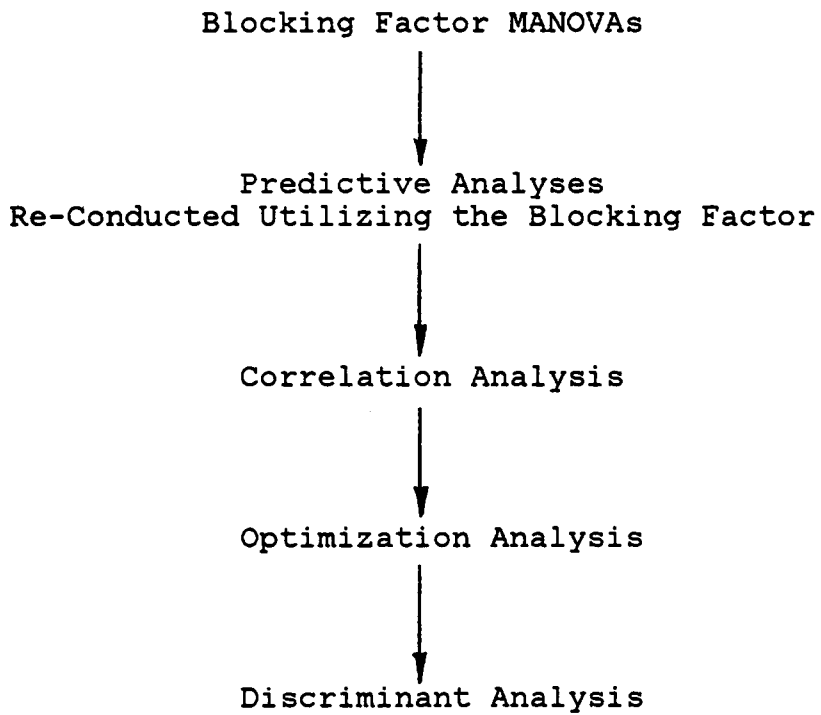 Blocking Factor MANOVAs
Predictive Analyses
Re-Conducted Utilizing the Blocking Factor
Correlation Analysis
Optimization Analysis
Discriminant Analysis